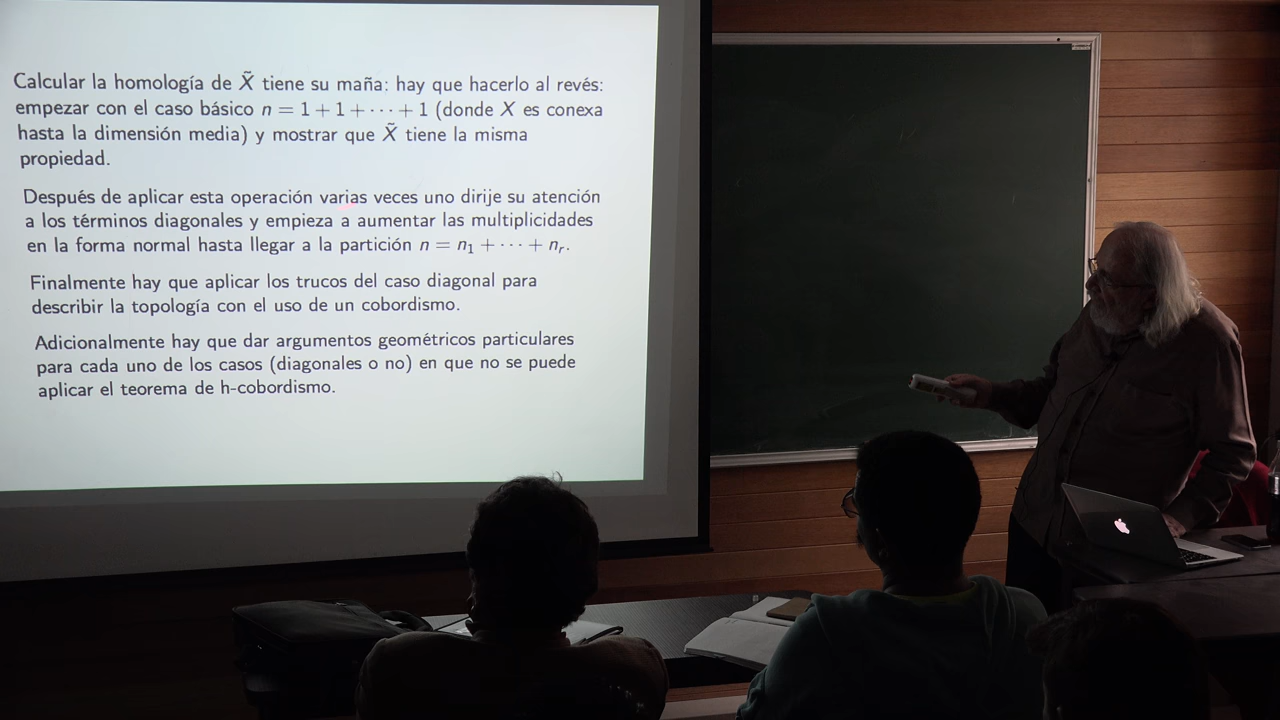 Calcular la homología de X̃ tiene su maña: hay que hacerlo al revés:
empezar con el caso básico n = 1 + 1 + ⋯ + 1 (donde X es conexa
hasta la dimensión media) y mostrar que X̃ tiene la misma
propiedad.
Después de aplicar esta operación varias veces uno dirije su atención
a los términos diagonales y empieza a aumentar las multiplicidades
en la forma normal hasta llegar a la partición n = n₁ + ⋯ + nᵣ.
Finalmente hay que aplicar los trucos del caso diagonal para
describir la topología con el uso de un cobordismo.
Adicionalmente hay que dar argumentos geométricos particulares
para cada uno de los casos (diagonales o no) en que no se puede
aplicar el teorema de h-cobordismo.